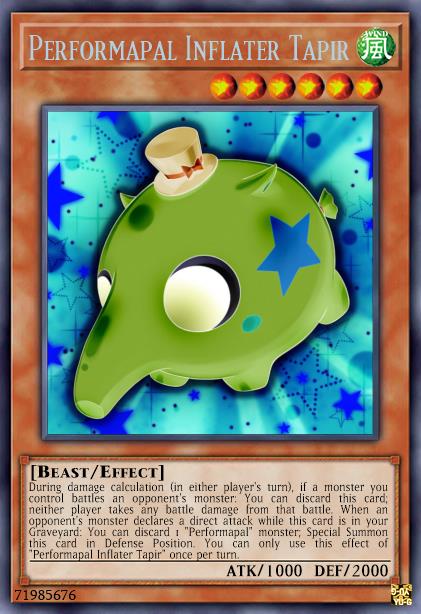 Performapal Inflater Tapir
WIND
風
[Beast/Effect]
During damage calculation (in either player's turn), if a monster you
control battles an opponent's monster: You can discard this card;
neither player takes any battle damage from that battle. When an
opponent's monster declares a direct attack while this card is in your
Graveyard: You can discard 1 "Performapal" monster; Special Summon
this card in Defense Position. You can only use this effect of
"Performapal Inflater Tapir" once per turn.
ATK/1000 DEF/2000
71985676